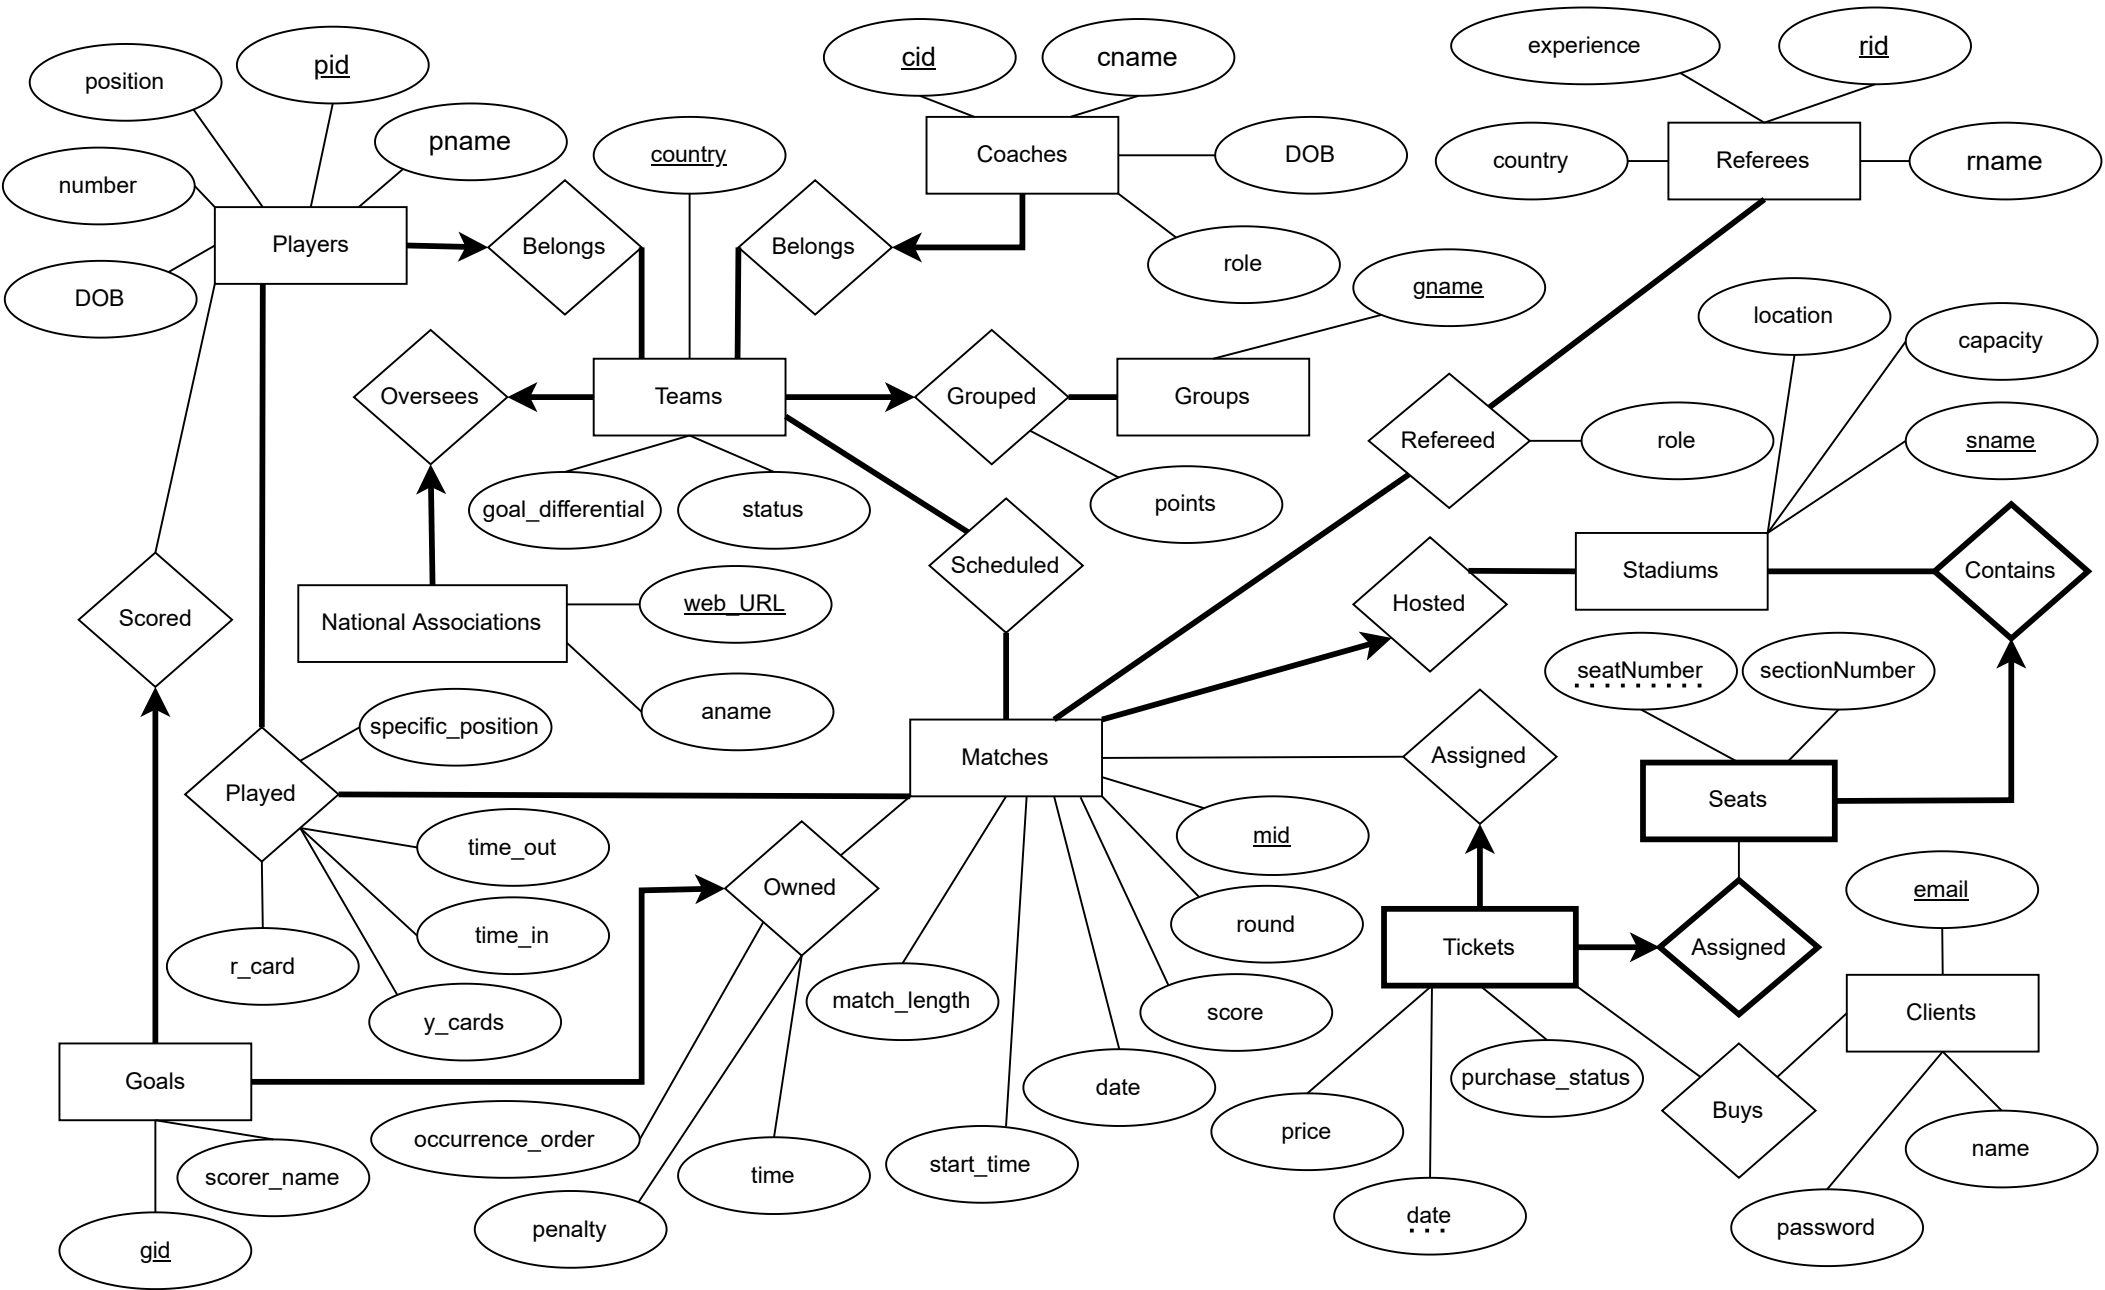 experience
rid
cid
cname
pid
position
pname
country
Coaches
DOB
country
Referees
rname
number
Players
Belongs
Belongs
role
gname
DOB
location
capacity
Oversees
Teams
Grouped
Groups
Refereed
role
sname
goal_differential
status
points
Scheduled
Stadiums
Contains
Hosted
web_URL
Scored
National Associations
seatNumber
sectionNumber
aname
specific_position
Matches
Assigned
Played
Seats
mid
time_out
Owned
email
round
time_in
Tickets
Assigned
r_card
match_length
score
Clients
y_cards
Goals
date
purchase_status
Buys
price
occurrence_order
name
start_time
time
scorer_name
date
penalty
password
gid